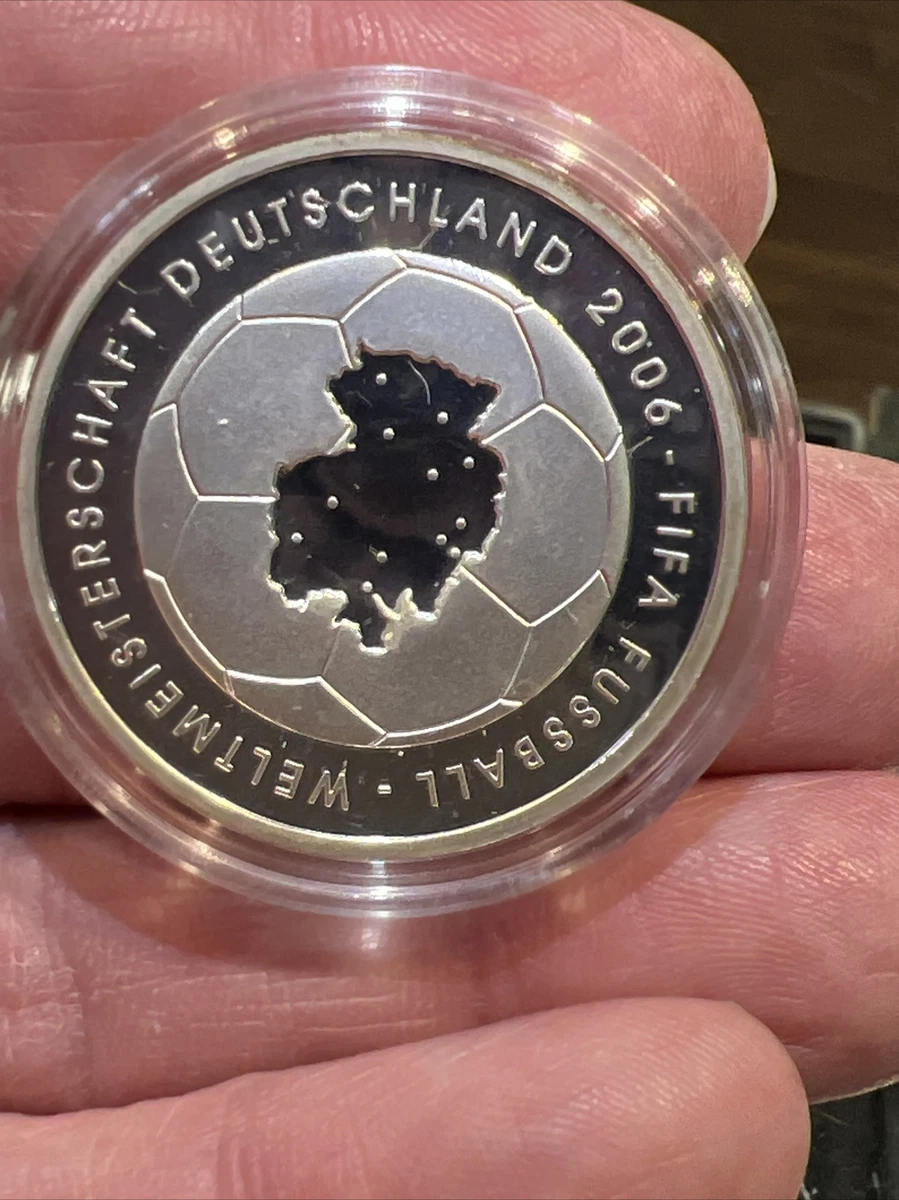 FIFA FUSSBALL - WELTMEISTERSCHAFT DEUTSCHLAND 2006 -